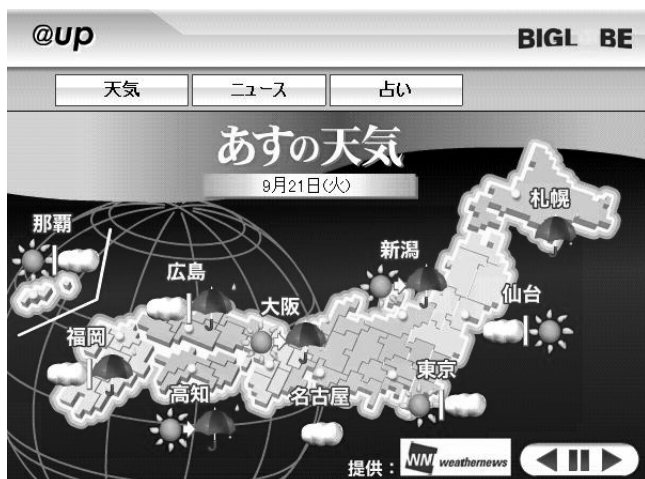 @up
BIGL BE
天気
ニュース
占い
あすの天気
9月21日(火)
札幌
那覇
新潟
広島
仙台
大阪
福岡
東京
高知
名古屋
提供：
WNI weathernews